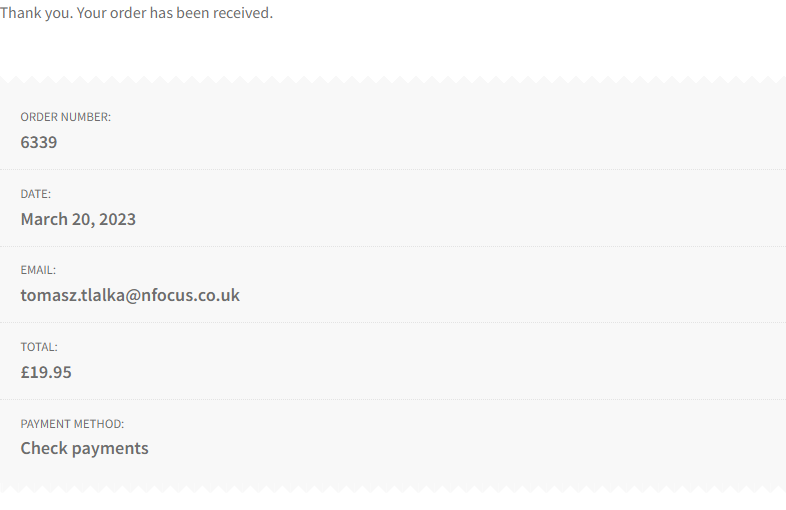 Thank you. Your order has been received.
ORDER NUMBER:
6339
DATE:
March 20, 2023
EMAIL:
tomasz.tlalka@nfocus.co.uk
TOTAL:
£19.95
PAYMENT METHOD:
Check payments